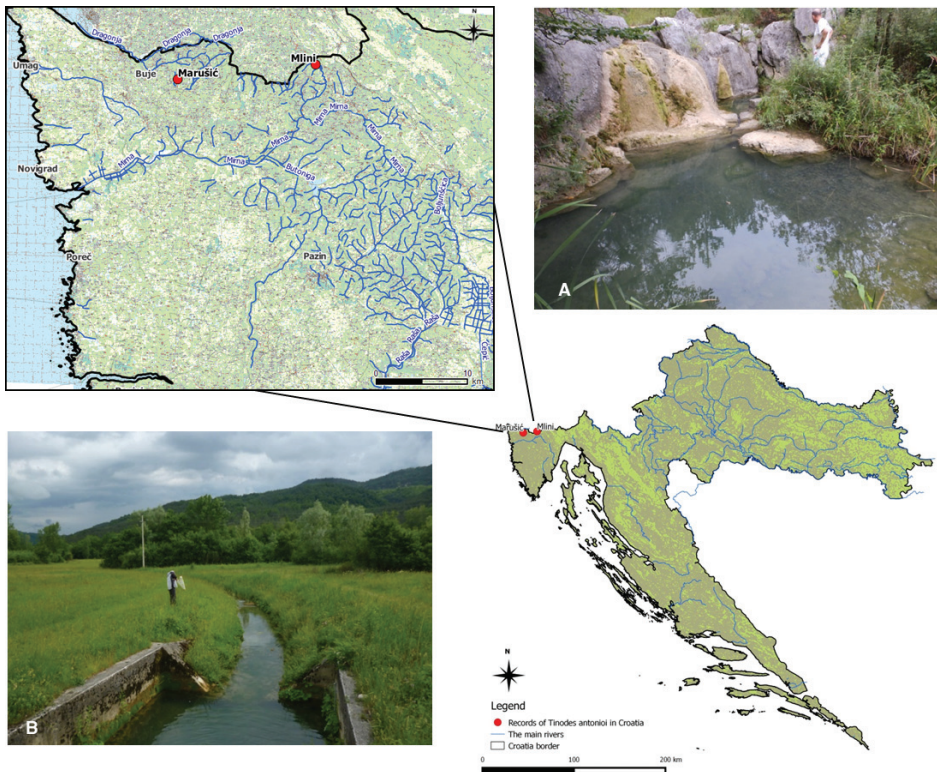 N
Dragonja
Dragonja
Dragonja
Umag
Buje
Marušić
Mlini
Mirna
Mirna
Mirna
Novigrad
Mirna
Mirna
Mirna
Butoniga
Boljunšćica
Poreč
Pazin
Raša
Raša
Raša
Čepić
0
10
km
A
Marušić
Mlini
B
N
Legend
Records of Tinodes antonioi in Croatia
The main rivers
Croatia border
0
100
200 km